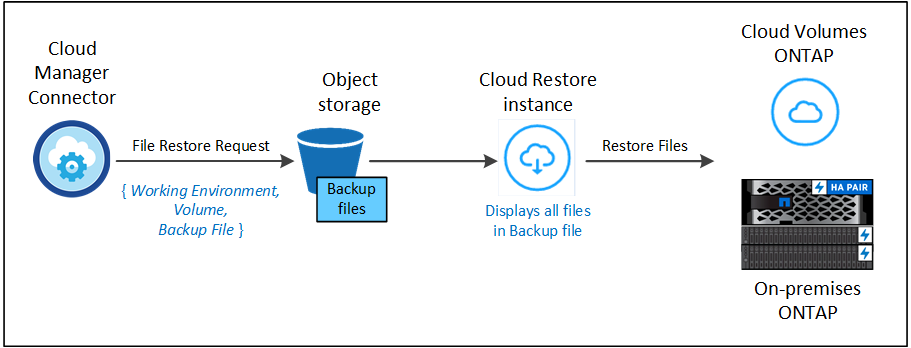 Cloud
Manager
Connector
File Restore Request
{ Working Environment,
Volume,
Backup File }
Object
storage
Backup
files
Cloud Restore
instance
Displays all files
in Backup file
Restore Files
Cloud Volumes
ONTAP
HA PAIR
On-premises
ONTAP